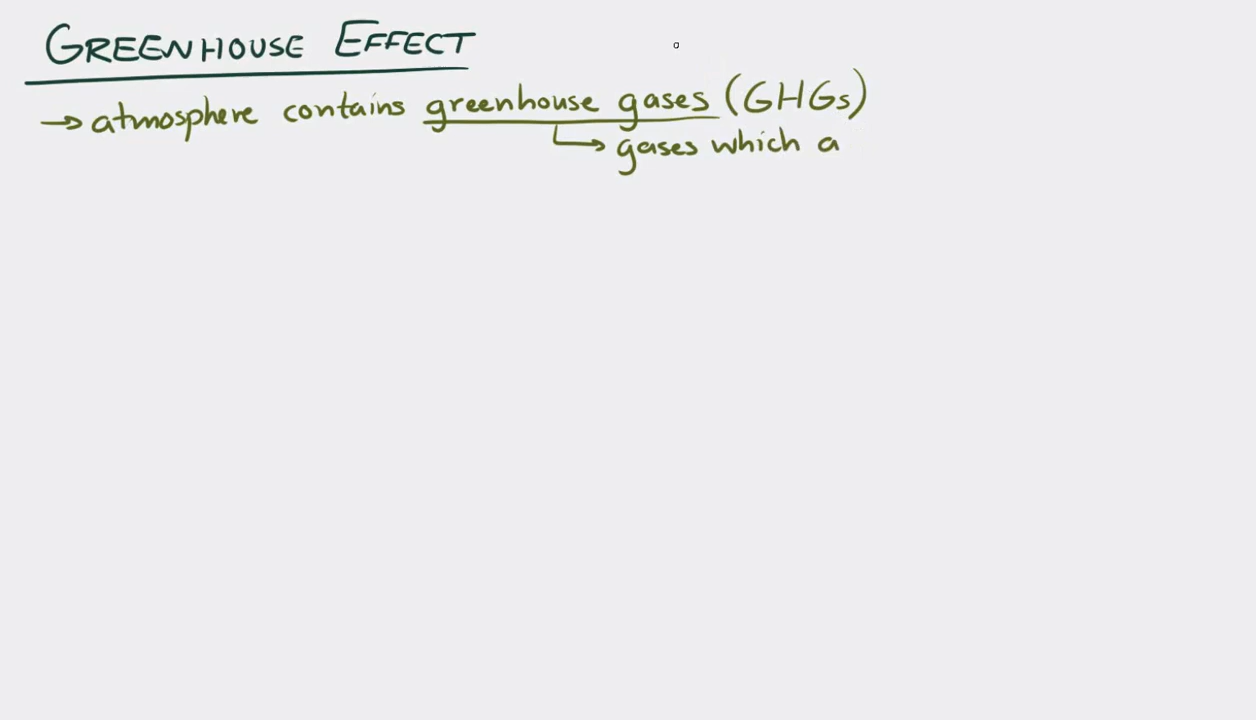 GREENHOUSE EFFECT
→ atmosphere contains greenhouse gases (GHGs)
→ gases which a